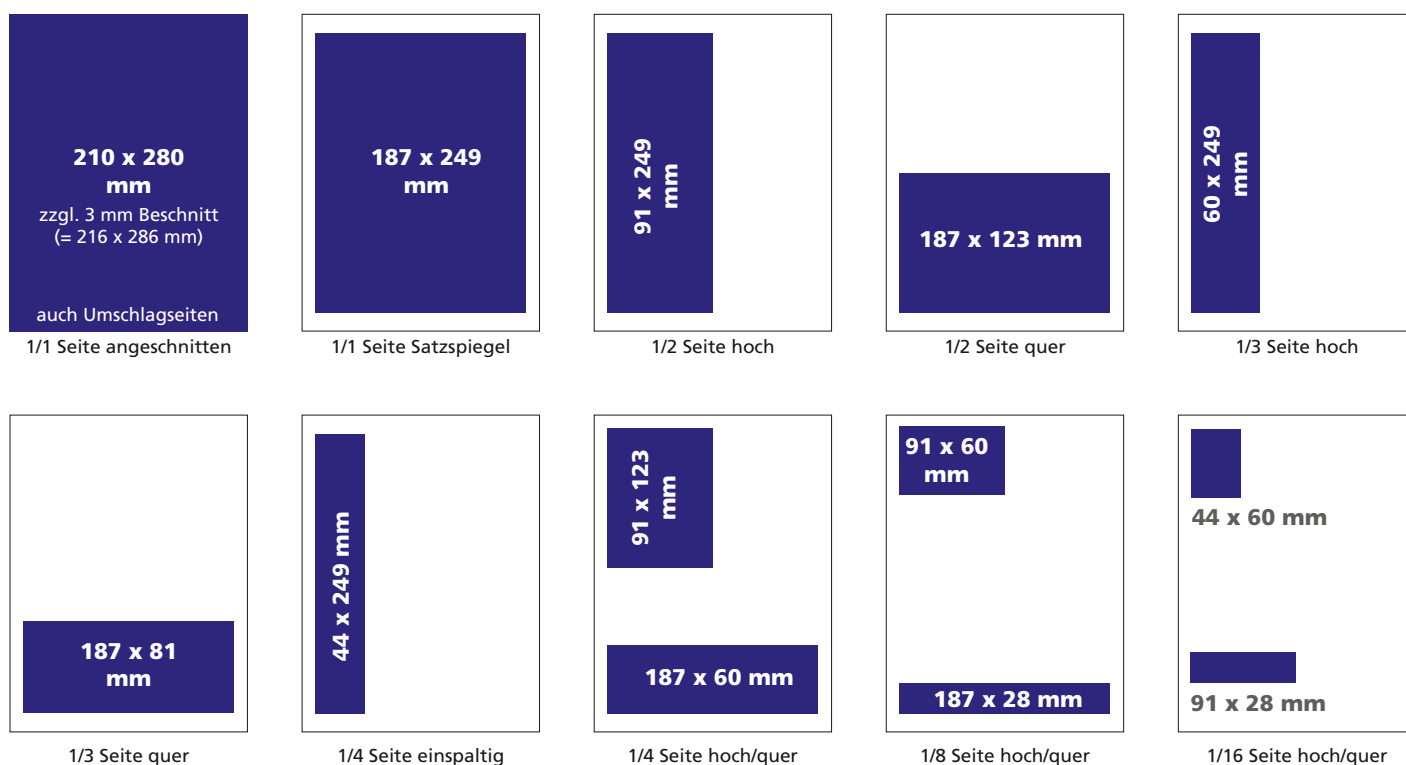 210 x 280
mm
zzgl. 3 mm Beschnitt
(= 216 x 286 mm)
auch Umschlagseiten
1/1 Seite angeschnitten
187 x 249
mm
1/1 Seite Satzspiegel
91 x 249
mm
1/2 Seite hoch
187 x 123 mm
1/2 Seite quer
60 x 249
mm
1/3 Seite hoch
187 x 81
mm
1/3 Seite quer
44 x 249 mm
1/4 Seite einspaltig
91 x 123
mm
187 x 60 mm
1/4 Seite hoch/quer
91 x 60
mm
187 x 28 mm
1/8 Seite hoch/quer
44 x 60 mm
91 x 28 mm
1/16 Seite hoch/quer